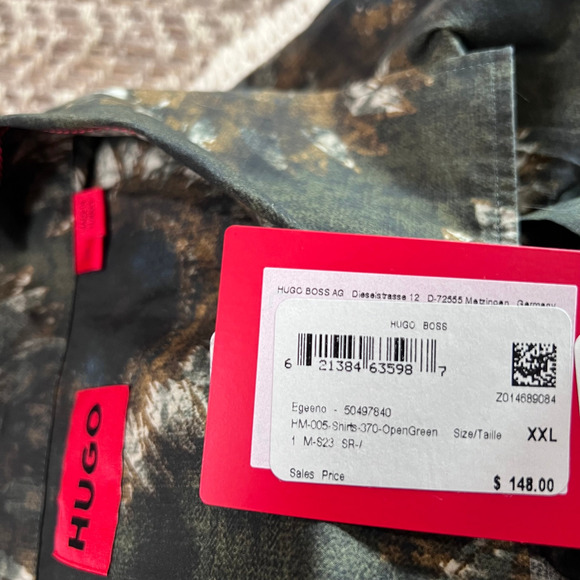 HUGO BOSS AG Dieselstrasse 12 D-72555 Metzingen Germany
HUGO BOSS
6 21384 63598 7
Z014689084
Egeeno - 50497840
HM-005-Shirts-370-OpenGreen Size/Taille XXL
1 M-S23 SR-/
Sales Price
$ 148.00
HUGO